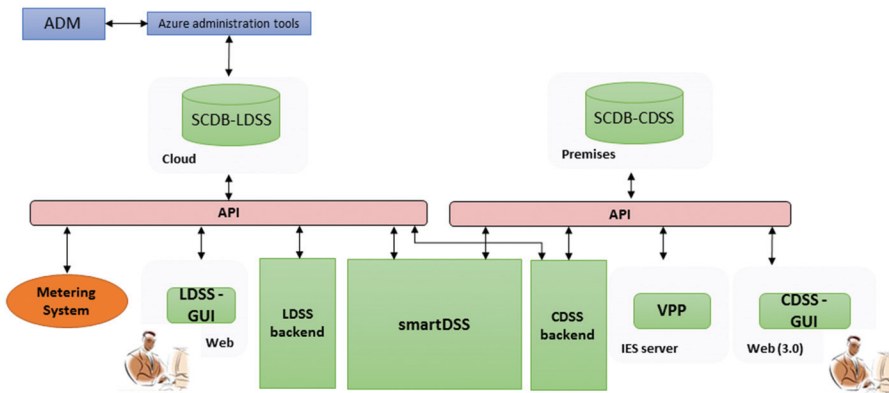 ADM
Azure administration tools
SCDB-LDSS
Cloud
SCDB-CDSS
Premises
API
API
Metering
System
LDSS -
GUI
Web
LDSS
backend
smartDSS
CDSS
backend
VPP
IES server
CDSS -
GUI
Web (3.0)